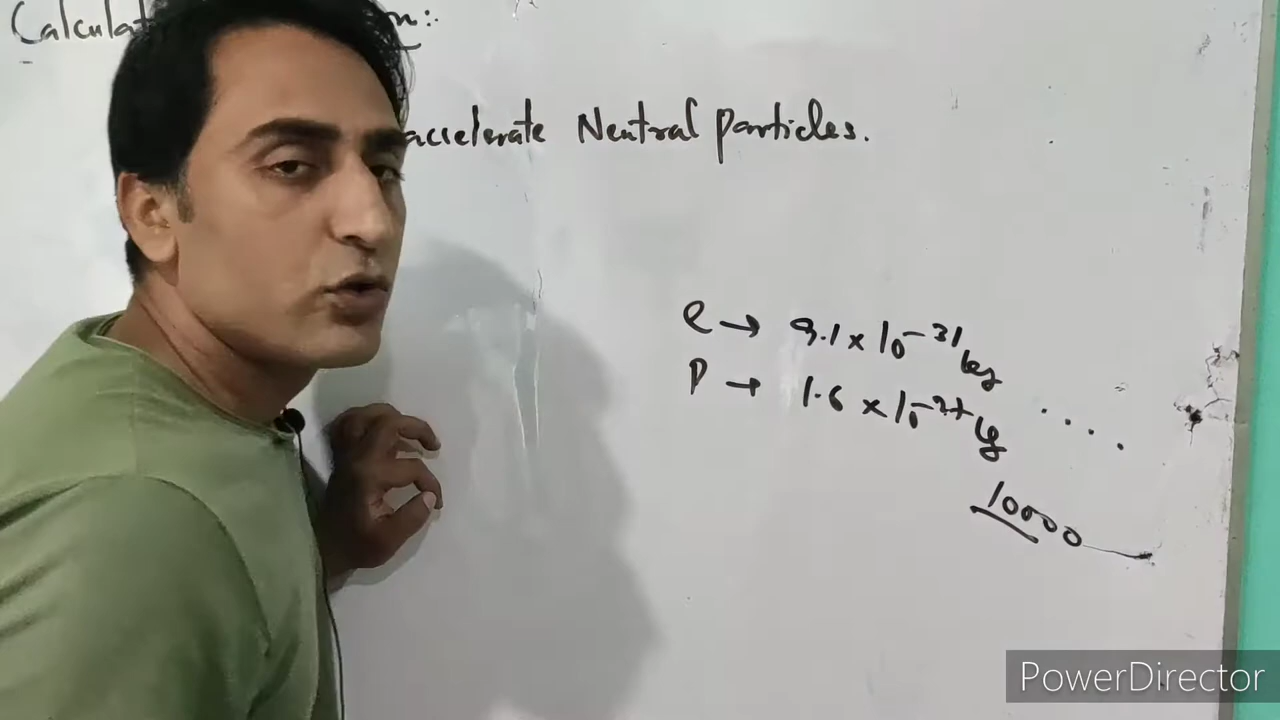 Calculat
accelerate Neutral particles.
e → 9.1 x 10-31 kg
P → 1.6 x 10-27 kg
10000
PowerDirector